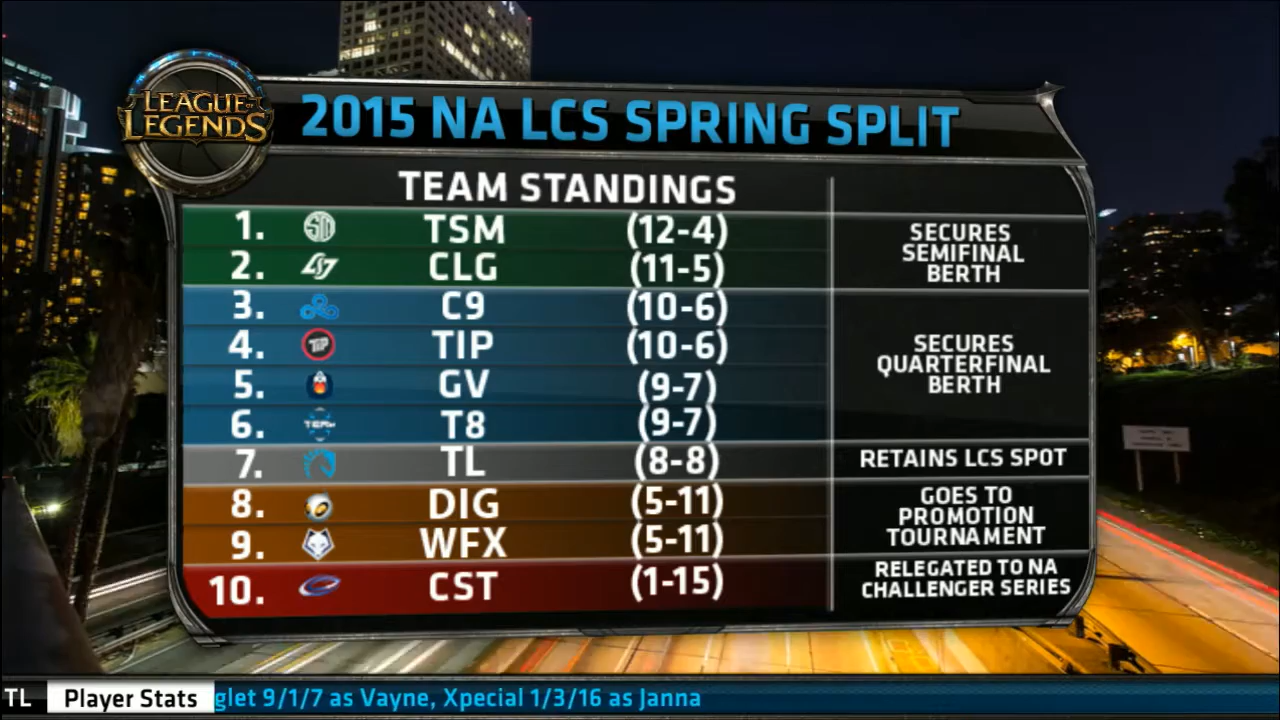 LEAGUE OF
LEGENDS
2015 NA LCS SPRING SPLIT
TEAM STANDINGS
1. TSM (12-4)
2. CLG (11-5)
SECURES
SEMIFINAL
BERTH
3. C9 (10-6)
4. TIP TIP (10-6)
5. GV (9-7)
6. TEAM T8 (9-7)
SECURES
QUARTERFINAL
BERTH
7. TL (8-8)
RETAINS LCS SPOT
8. DIG (5-11)
9. WFX (5-11)
GOES TO
PROMOTION
TOURNAMENT
10. CST (1-15)
RELEGATED TO NA
CHALLENGER SERIES
TL Player Stats glet 9/1/7 as Vayne, Xpecial 1/3/16 as Janna